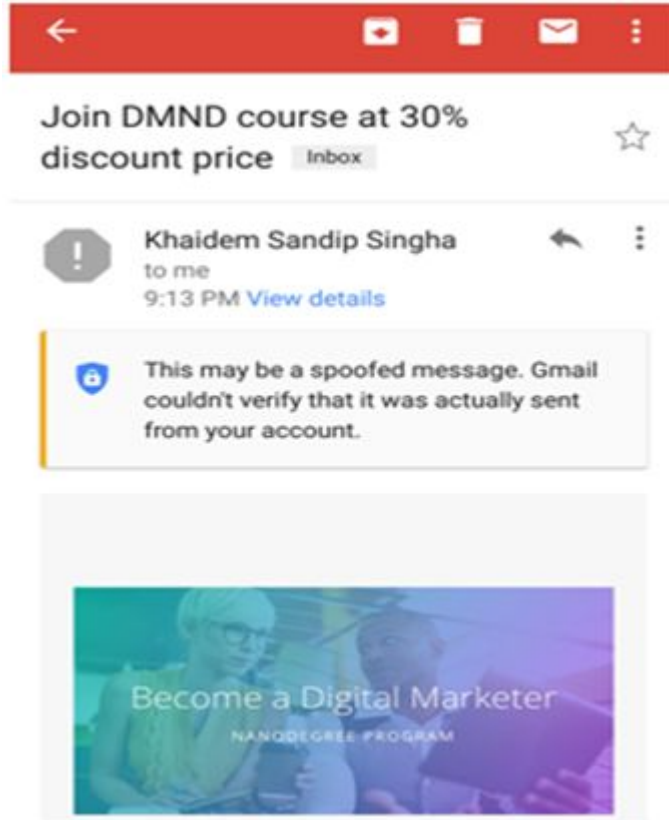 Join DMND course at 30%
discount price Inbox
Khaidem Sandip Singha
to me
9:13 PM View details
This may be a spoofed message. Gmail
couldn't verify that it was actually sent
from your account.
Become a Digital Marketer
NANODEGREE PROGRAM